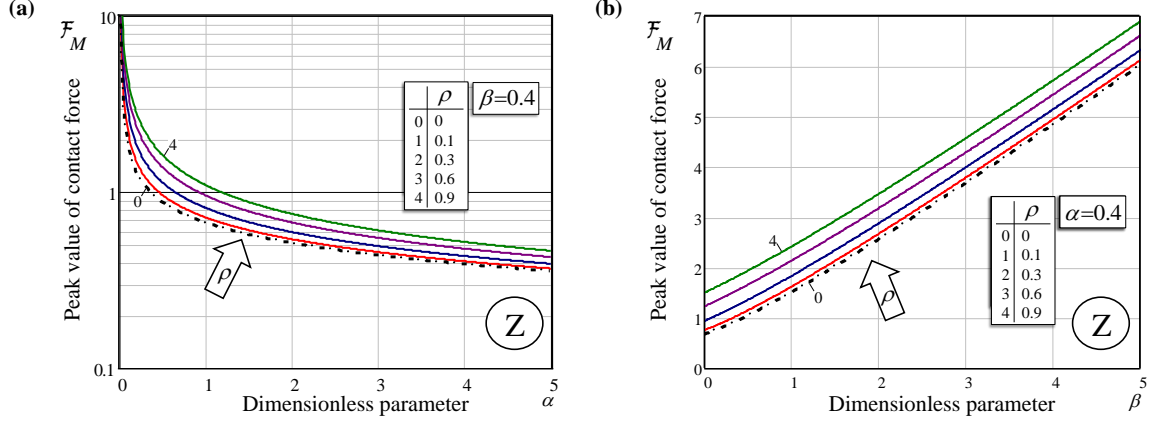 (a)
10
ℱM
Peak value of contact force
1
0.1
4
0
ρ
ρ
0 0
1 0.1
2 0.3
3 0.6
4 0.9
β=0.4
Z
0 1 2 3 4 5
Dimensionless parameter α
(b)
7
ℱM
6
5
4
3
2
1
0
Peak value of contact force
4
0
ρ
ρ
0 0
1 0.1
2 0.3
3 0.6
4 0.9
α=0.4
Z
0 1 2 3 4 5
Dimensionless parameter β